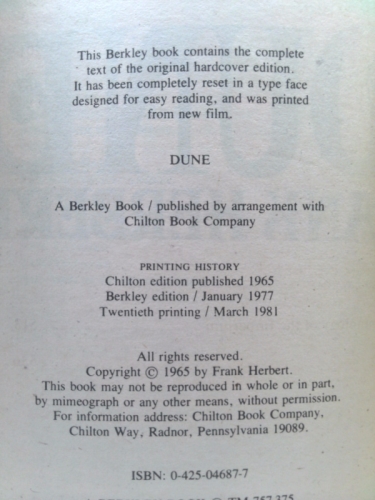 This Berkley book contains the complete
text of the original hardcover edition.
It has been completely reset in a type face
designed for easy reading, and was printed
from new film.
DUNE
A Berkley Book / published by arrangement with
Chilton Book Company
PRINTING HISTORY
Chilton edition published 1965
Berkley edition / January 1977
Twentieth printing / March 1981
All rights reserved.
Copyright © 1965 by Frank Herbert.
This book may not be reproduced in whole or in part,
by mimeograph or any other means, without permission.
For information address: Chilton Book Company,
Chilton Way, Radnor, Pennsylvania 19089.
ISBN: 0-425-04687-7
A BERKLEY BOOK ® TM 757,375